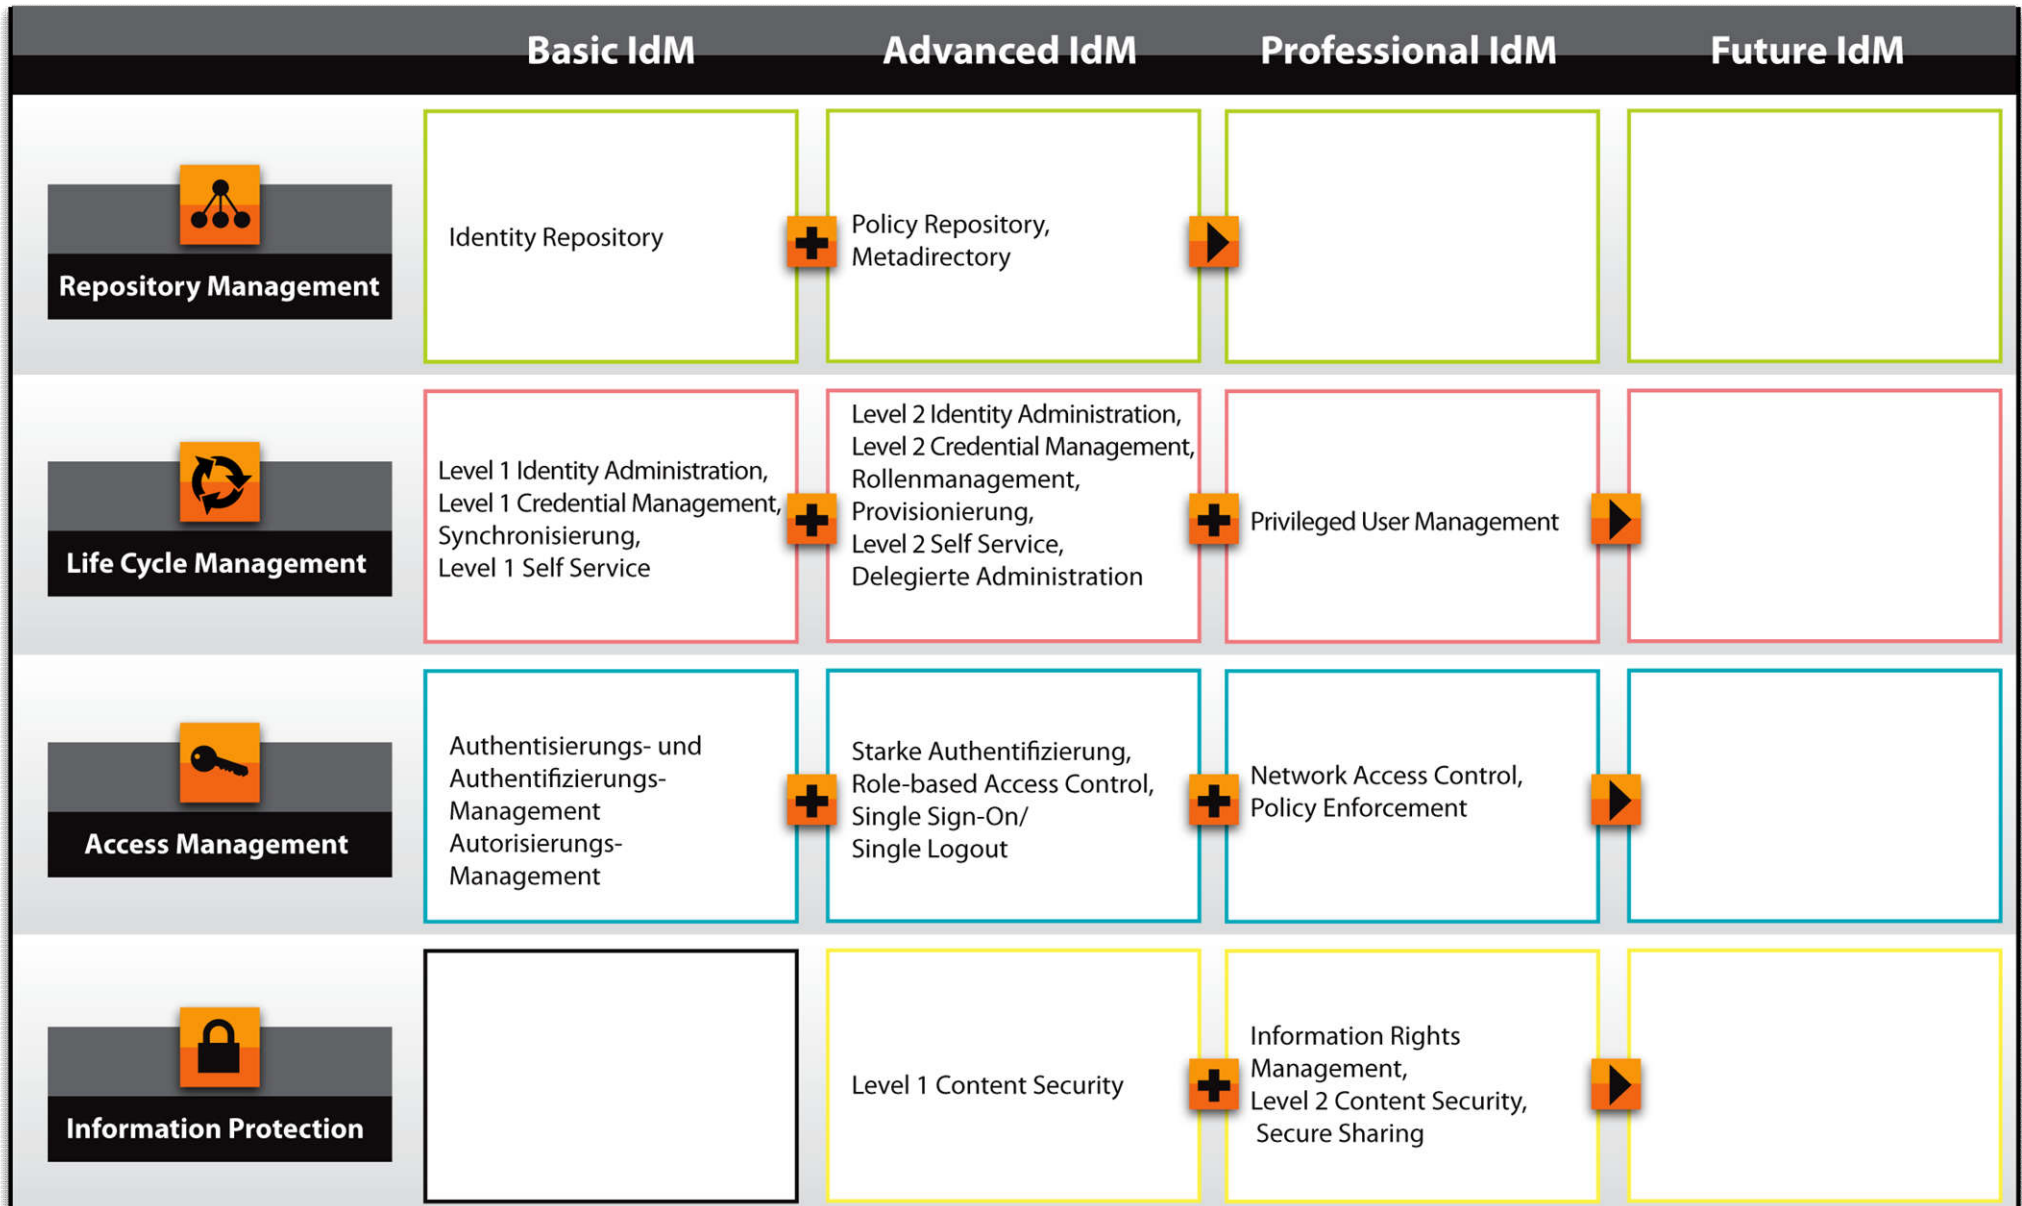 Basic IdM
Advanced IdM
Professional IdM
Future IdM
Repository Management
Identity Repository
Policy Repository,
Metadirectory
Life Cycle Management
Level 1 Identity Administration,
Level 1 Credential Management,
Synchronisierung,
Level 1 Self Service
Level 2 Identity Administration,
Level 2 Credential Management,
Rollenmanagement,
Provisionierung,
Level 2 Self Service,
Delegierte Administration
Privileged User Management
Access Management
Authentisierungs- und
Authentifizierungs-
Management
Autorisierungs-
Management
Starke Authentifizierung,
Role-based Access Control,
Single Sign-On/
Single Logout
Network Access Control,
Policy Enforcement
Information Protection
Level 1 Content Security
Information Rights
Management,
Level 2 Content Security,
Secure Sharing